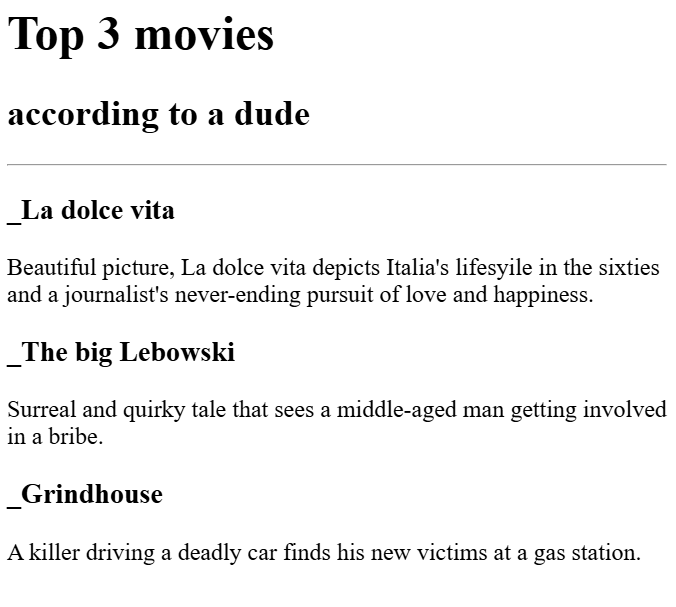 Top 3 movies
according to a dude
_La dolce vita
Beautiful picture, La dolce vita depicts Italia's lifesyile in the sixties
and a journalist's never-ending pursuit of love and happiness.
_The big Lebowski
Surreal and quirky tale that sees a middle-aged man getting involved
in a bribe.
_Grindhouse
A killer driving a deadly car finds his new victims at a gas station.